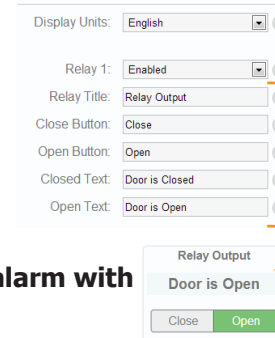 Display Units: English
Relay 1: Enabled
Relay Title: Relay Output
Close Button: Close
Open Button: Open
Closed Text: Door is Closed
Open Text: Door is Open
Relay Output
alarm with Door is Open
Close Open